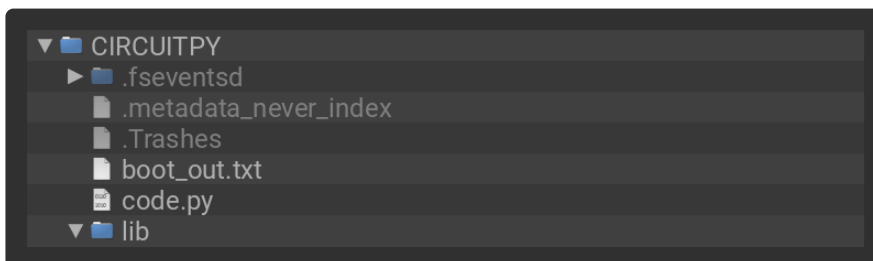 CIRCUITPY
.fseventsd
.metadata_never_index
.Trashes
boot_out.txt
code.py
lib